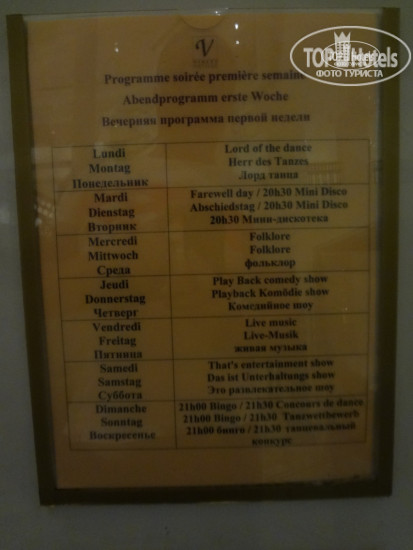 TOP Hotels
ФОТО ТУРИСТА
V
VINCCI
Programme soirée première semaine
Abendprogramm erste Woche
Вечерняя программа первой недели
Lundi
Montag
Понедельник
Lord of the dance
Herr des Tanzes
Лорд танца
Mardi
Dienstag
Вторник
Farewell day / 20h30 Mini Disco
Abschiedstag / 20h30 Mini Disco
20h30 Мини-дискотека
Mercredi
Mittwoch
Среда
Folklore
Folklore
фольклор
Jeudi
Donnerstag
Четверг
Play Back comedy show
Playback Komödie show
Комедийное шоу
Vendredi
Freitag
Пятница
Live music
Live-Musik
живая музыка
Samedi
Samstag
Суббота
That's entertainment show
Das ist Unterhaltungs show
Это развлекательное шоу
Dimanche
Sonntag
Воскресенье
21h00 Bingo / 21h30 Concours de dance
21h00 Bingo / 21h30 Tanzwettbewerb
21h00 бинго / 21h30 танцевальный
конкурс